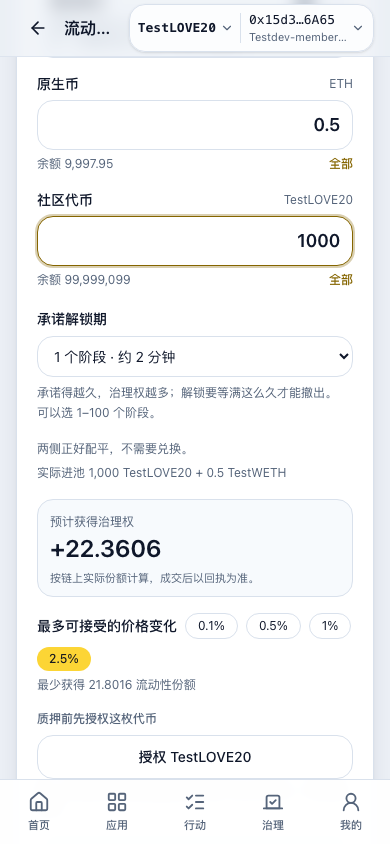 流动...
TestLOVE20
0x15d3...6A65
Testdev-member...
原生币 ETH
0.5
余额 9,997.95 全部
社区代币 TestLOVE20
1000
余额 99,999,099 全部
承诺解锁期
1 个阶段 · 约 2 分钟
承诺得越久，治理权越多；解锁要等满这么久才能撤出。
可以选 1–100 个阶段。
两侧正好配平，不需要兑换。
实际进池 1,000 TestLOVE20 + 0.5 TestWETH
预计获得治理权
+22.3606
按链上实际份额计算，成交后以回执为准。
最多可接受的价格变化 0.1% 0.5% 1%
2.5%
最少获得 21.8016 流动性份额
质押前先授权这枚代币
授权 TestLOVE20
首页 应用 行动 治理 我的